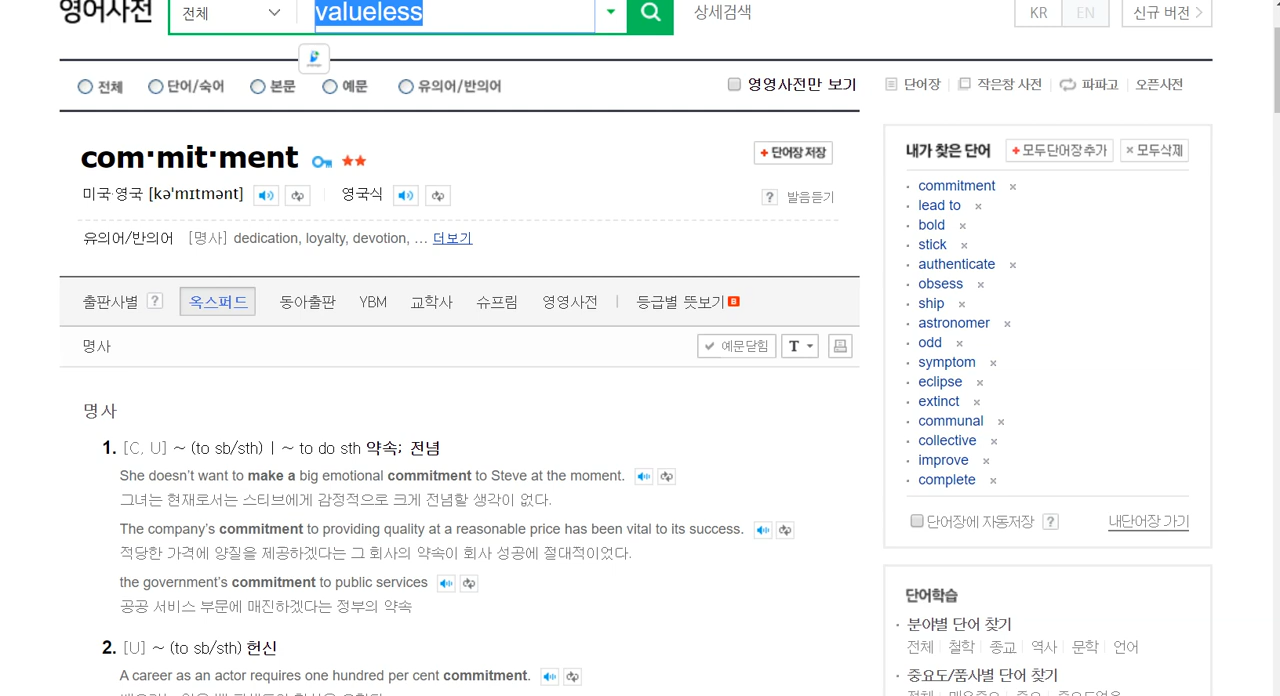 영어사전 전체 valueless 상세검색 KR EN 신규 버전
전체 단어/숙어 본문 예문 유의어/반의어 영영사전만 보기 단어장 작은창 사전 파파고 오픈사전
com·mit·ment ★★ +단어장 저장
미국·영국 [kə'mɪtmənt] 영국식 ? 발음듣기
유의어/반의어 [명사] dedication, loyalty, devotion, ... 더보기
출판사별 ? 옥스퍼드 동아출판 YBM 교학사 슈프림 영영사전 등급별 뜻보기
명사 예문닫힘 T
명사
1. [C, U] ~ (to sb/sth) | ~ to do sth 약속; 전념
She doesn't want to make a big emotional commitment to Steve at the moment.
그녀는 현재로서는 스티브에게 감정적으로 크게 전념할 생각이 없다.
The company's commitment to providing quality at a reasonable price has been vital to its success.
적당한 가격에 양질을 제공하겠다는 그 회사의 약속이 회사 성공에 절대적이었다.
the government's commitment to public services
공공 서비스 부문에 매진하겠다는 정부의 약속
2. [U] ~ (to sb/sth) 헌신
A career as an actor requires one hundred per cent commitment.
내가 찾은 단어 +모두단어장추가 ×모두삭제
· commitment ×
· lead to ×
· bold ×
· stick ×
· authenticate ×
· obsess ×
· ship ×
· astronomer ×
· odd ×
· symptom ×
· eclipse ×
· extinct ×
· communal ×
· collective ×
· improve ×
· complete ×
단어장에 자동저장 ? 내단어장 가기
단어학습
· 분야별 단어 찾기
전체 철학 종교 역사 문학 언어
· 중요도/품사별 단어 찾기